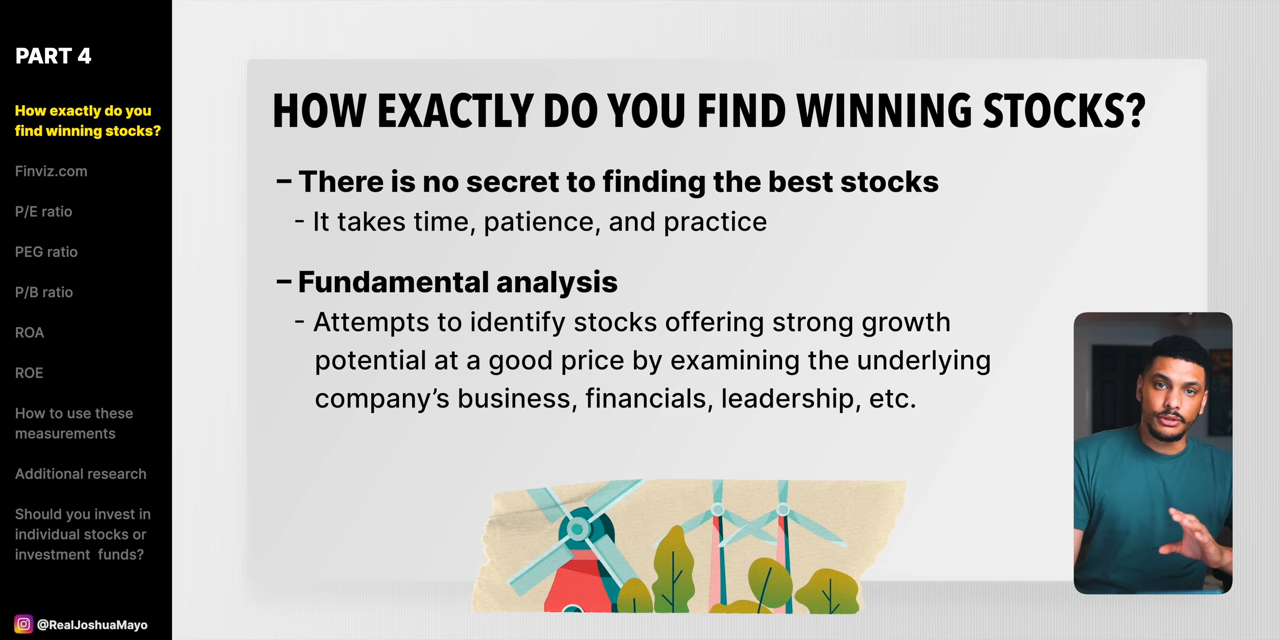 PART 4
How exactly do you
find winning stocks?
Finviz.com
P/E ratio
PEG ratio
P/B ratio
ROA
ROE
How to use these
measurements
Additional research
Should you invest in
individual stocks or
investment funds?
@RealJoshuaMayo
HOW EXACTLY DO YOU FIND WINNING STOCKS?
– There is no secret to finding the best stocks
- It takes time, patience, and practice
– Fundamental analysis
- Attempts to identify stocks offering strong growth
potential at a good price by examining the underlying
company’s business, financials, leadership, etc.